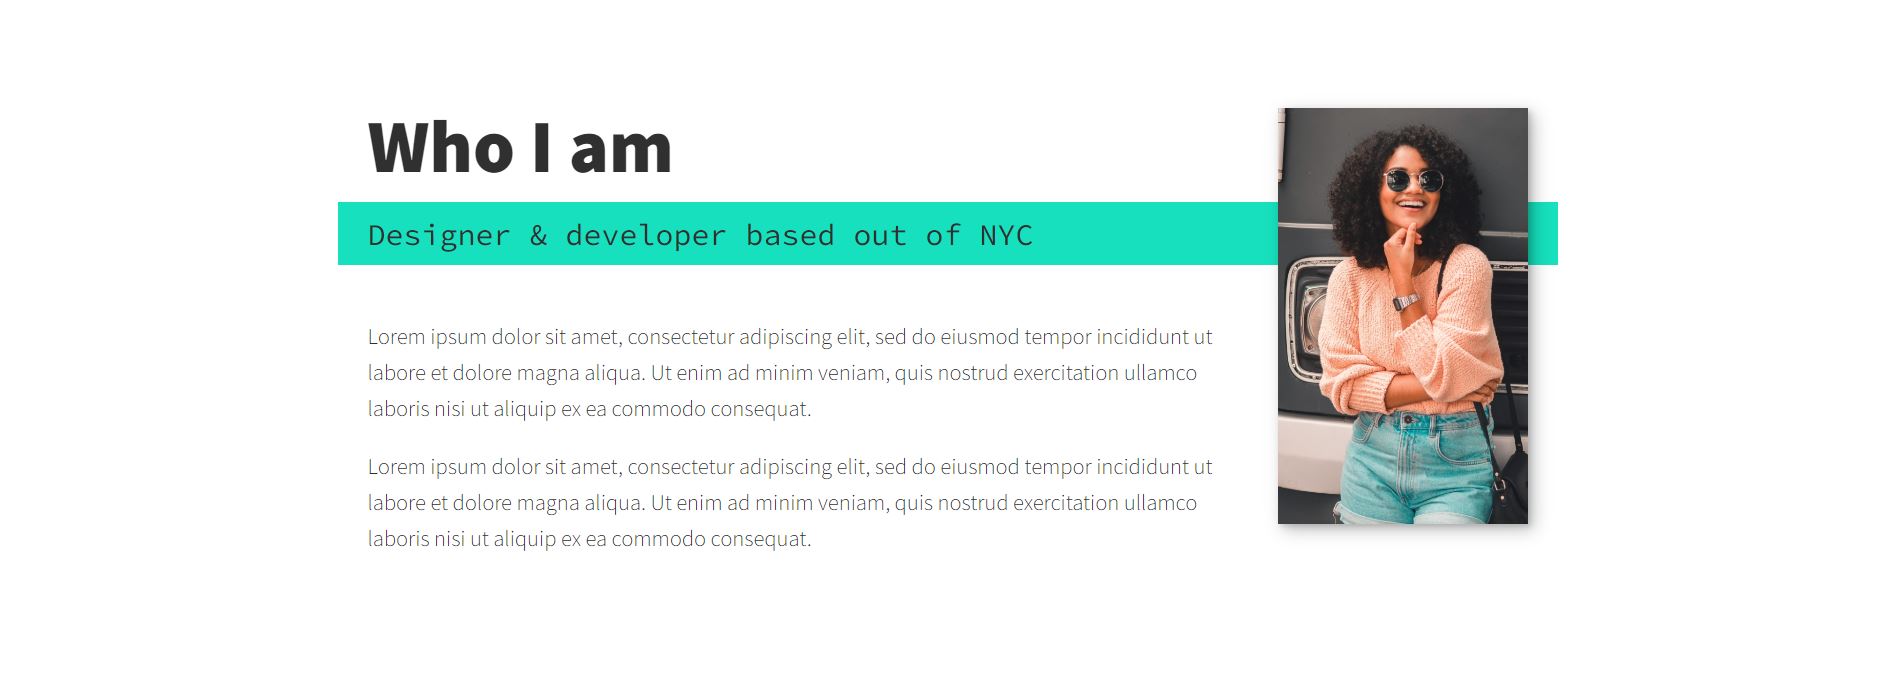 Who I am
Designer & developer based out of NYC
Lorem ipsum dolor sit amet, consectetur adipiscing elit, sed do eiusmod tempor incididunt ut
labore et dolore magna aliqua. Ut enim ad minim veniam, quis nostrud exercitation ullamco
laboris nisi ut aliquip ex ea commodo consequat.
Lorem ipsum dolor sit amet, consectetur adipiscing elit, sed do eiusmod tempor incididunt ut
labore et dolore magna aliqua. Ut enim ad minim veniam, quis nostrud exercitation ullamco
laboris nisi ut aliquip ex ea commodo consequat.